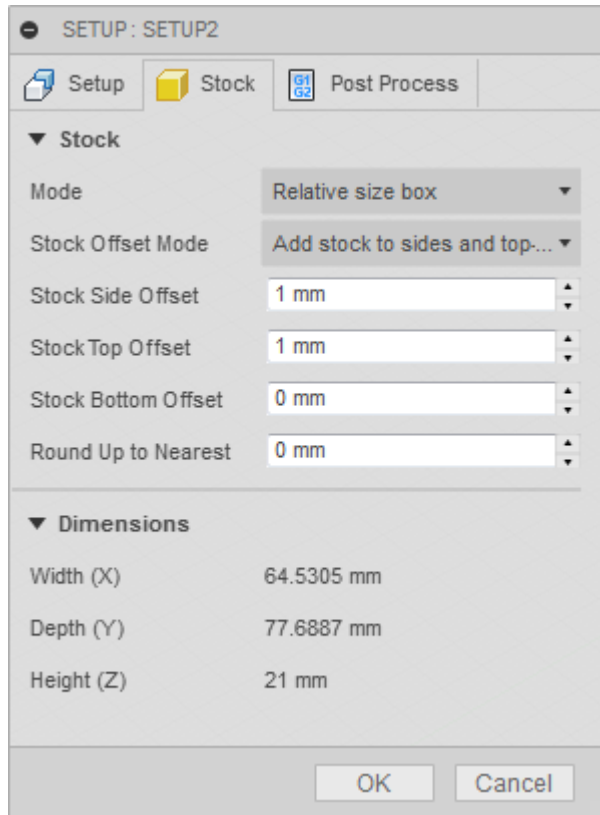 SETUP : SETUP2
Setup Stock G1 G2 Post Process
▼ Stock
Mode Relative size box
Stock Offset Mode Add stock to sides and top-...
Stock Side Offset 1 mm
Stock Top Offset 1 mm
Stock Bottom Offset 0 mm
Round Up to Nearest 0 mm
▼ Dimensions
Width (X) 64.5305 mm
Depth (Y) 77.6887 mm
Height (Z) 21 mm
OK Cancel